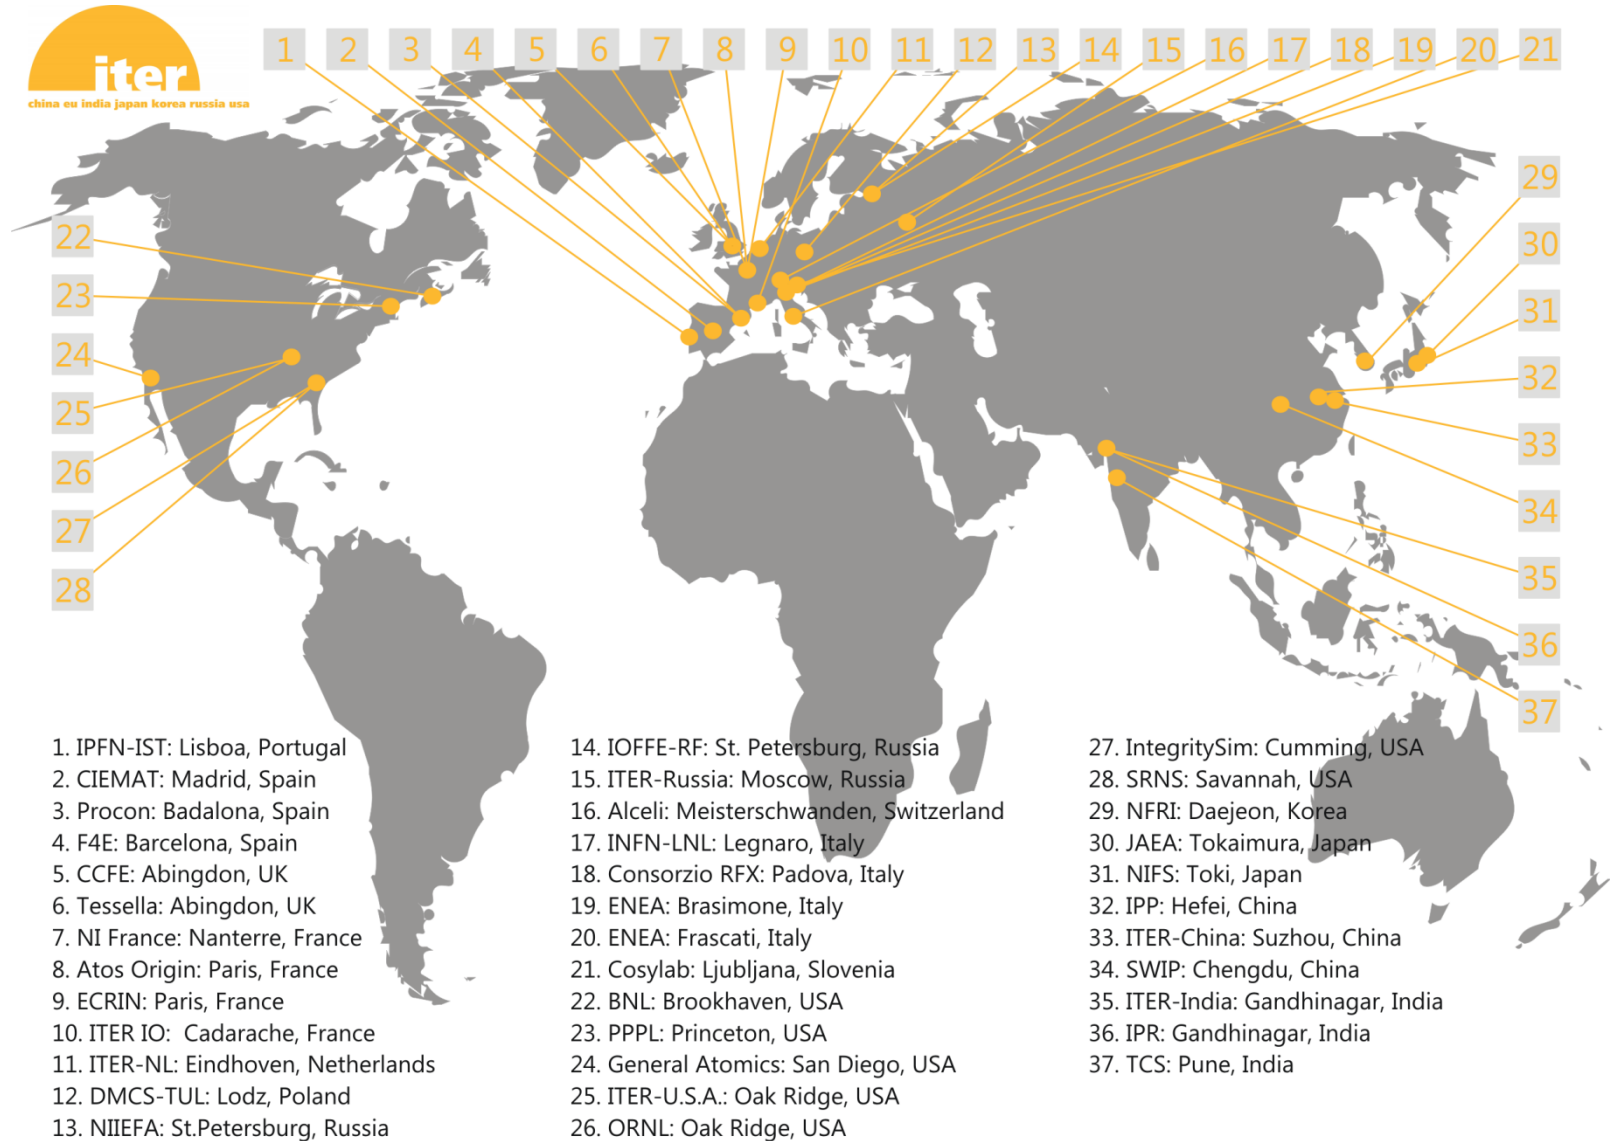 iter
china eu india japan korea russia usa
1 2 3 4 5 6 7 8 9 10 11 12 13 14 15 16 17 18 19 20 21
22
23
24
25
26
27
28
29
30
31
32
33
34
35
36
37
1. IPFN-IST: Lisboa, Portugal
2. CIEMAT: Madrid, Spain
3. Procon: Badalona, Spain
4. F4E: Barcelona, Spain
5. CCFE: Abingdon, UK
6. Tessella: Abingdon, UK
7. NI France: Nanterre, France
8. Atos Origin: Paris, France
9. ECRIN: Paris, France
10. ITER IO: Cadarache, France
11. ITER-NL: Eindhoven, Netherlands
12. DMCS-TUL: Lodz, Poland
13. NIIEFA: St.Petersburg, Russia
14. IOFFE-RF: St. Petersburg, Russia
15. ITER-Russia: Moscow, Russia
16. Alceli: Meisterschwanden, Switzerland
17. INFN-LNL: Legnaro, Italy
18. Consorzio RFX: Padova, Italy
19. ENEA: Brasimone, Italy
20. ENEA: Frascati, Italy
21. Cosylab: Ljubljana, Slovenia
22. BNL: Brookhaven, USA
23. PPPL: Princeton, USA
24. General Atomics: San Diego, USA
25. ITER-U.S.A.: Oak Ridge, USA
26. ORNL: Oak Ridge, USA
27. IntegritySim: Cumming, USA
28. SRNS: Savannah, USA
29. NFRI: Daejeon, Korea
30. JAEA: Tokaimura, Japan
31. NIFS: Toki, Japan
32. IPP: Hefei, China
33. ITER-China: Suzhou, China
34. SWIP: Chengdu, China
35. ITER-India: Gandhinagar, India
36. IPR: Gandhinagar, India
37. TCS: Pune, India